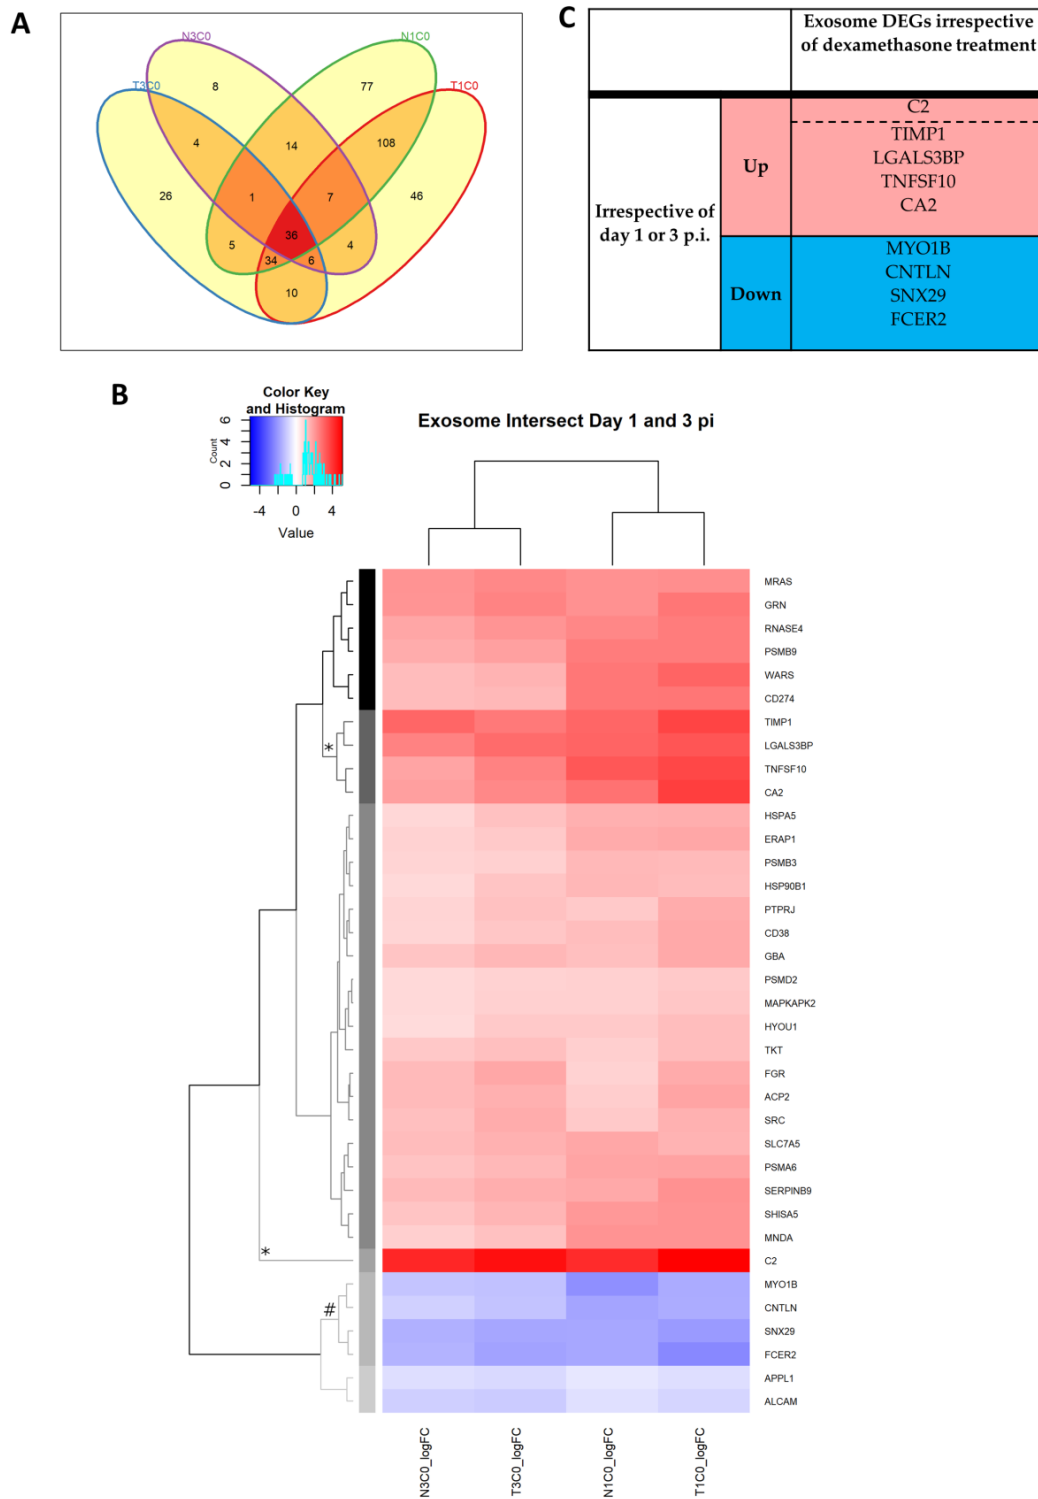 A
N3C0
N1C0
T3C0
T1C0
8
77
4
14
108
26
1
7
46
36
5
34
6
4
10
C
Exosome DEGs irrespective
of dexamethasone treatment
Irrespective of
day 1 or 3 p.i.
Up
C2
TIMP1
LGALS3BP
TNFSF10
CA2
Down
MYO1B
CNTLN
SNX29
FCER2
B
Color Key
and Histogram
Count
0 2 4 6
-4 0 4
Value
Exosome Intersect Day 1 and 3 pi
MRAS
GRN
RNASE4
PSMB9
WARS
CD274
TIMP1
* LGALS3BP
TNFSF10
CA2
HSPA5
ERAP1
PSMB3
HSP90B1
PTPRJ
CD38
GBA
PSMD2
MAPKAPK2
HYOU1
TKT
FGR
ACP2
SRC
SLC7A5
PSMA6
SERPINB9
SHISA5
MNDA
* C2
MYO1B
# CNTLN
SNX29
FCER2
APPL1
ALCAM
N3C0_logFC
T3C0_logFC
N1C0_logFC
T1C0_logFC